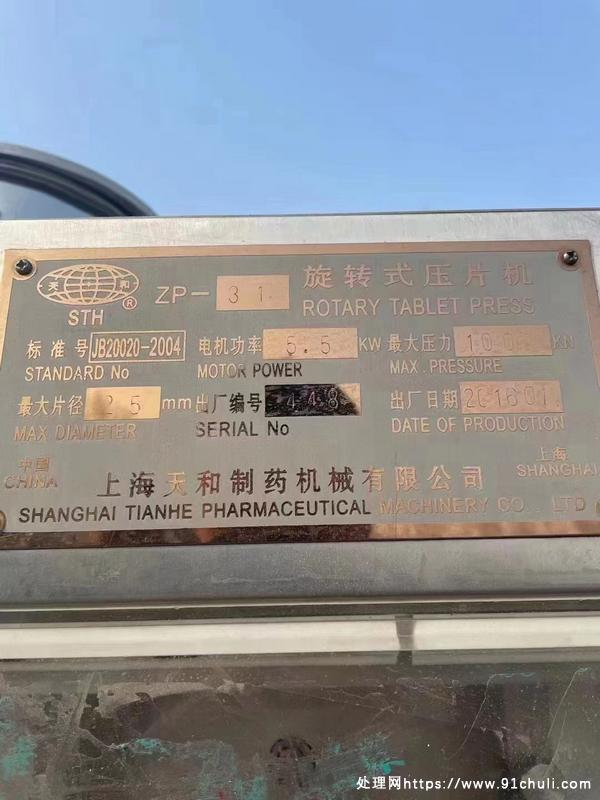 天和
STH ®
ZP-31 旋转式压片机
ROTARY TABLET PRESS
标准号 JB20020-2004 电机功率 5.5 KW 最大压力 KN
STANDARD No MOTOR POWER MAX.PRESSURE
最大片径 25 mm 出厂编号 448 出厂日期 201601
MAX DIAMETER SERIAL No DATE OF PRODUCTION
中国 上海
CHINA SHANGHAI
上海天和制药机械有限公司
SHANGHAI TIANHE PHARMACEUTICAL MACHINERY CO. LTD
处理网https://www.91chuli.com